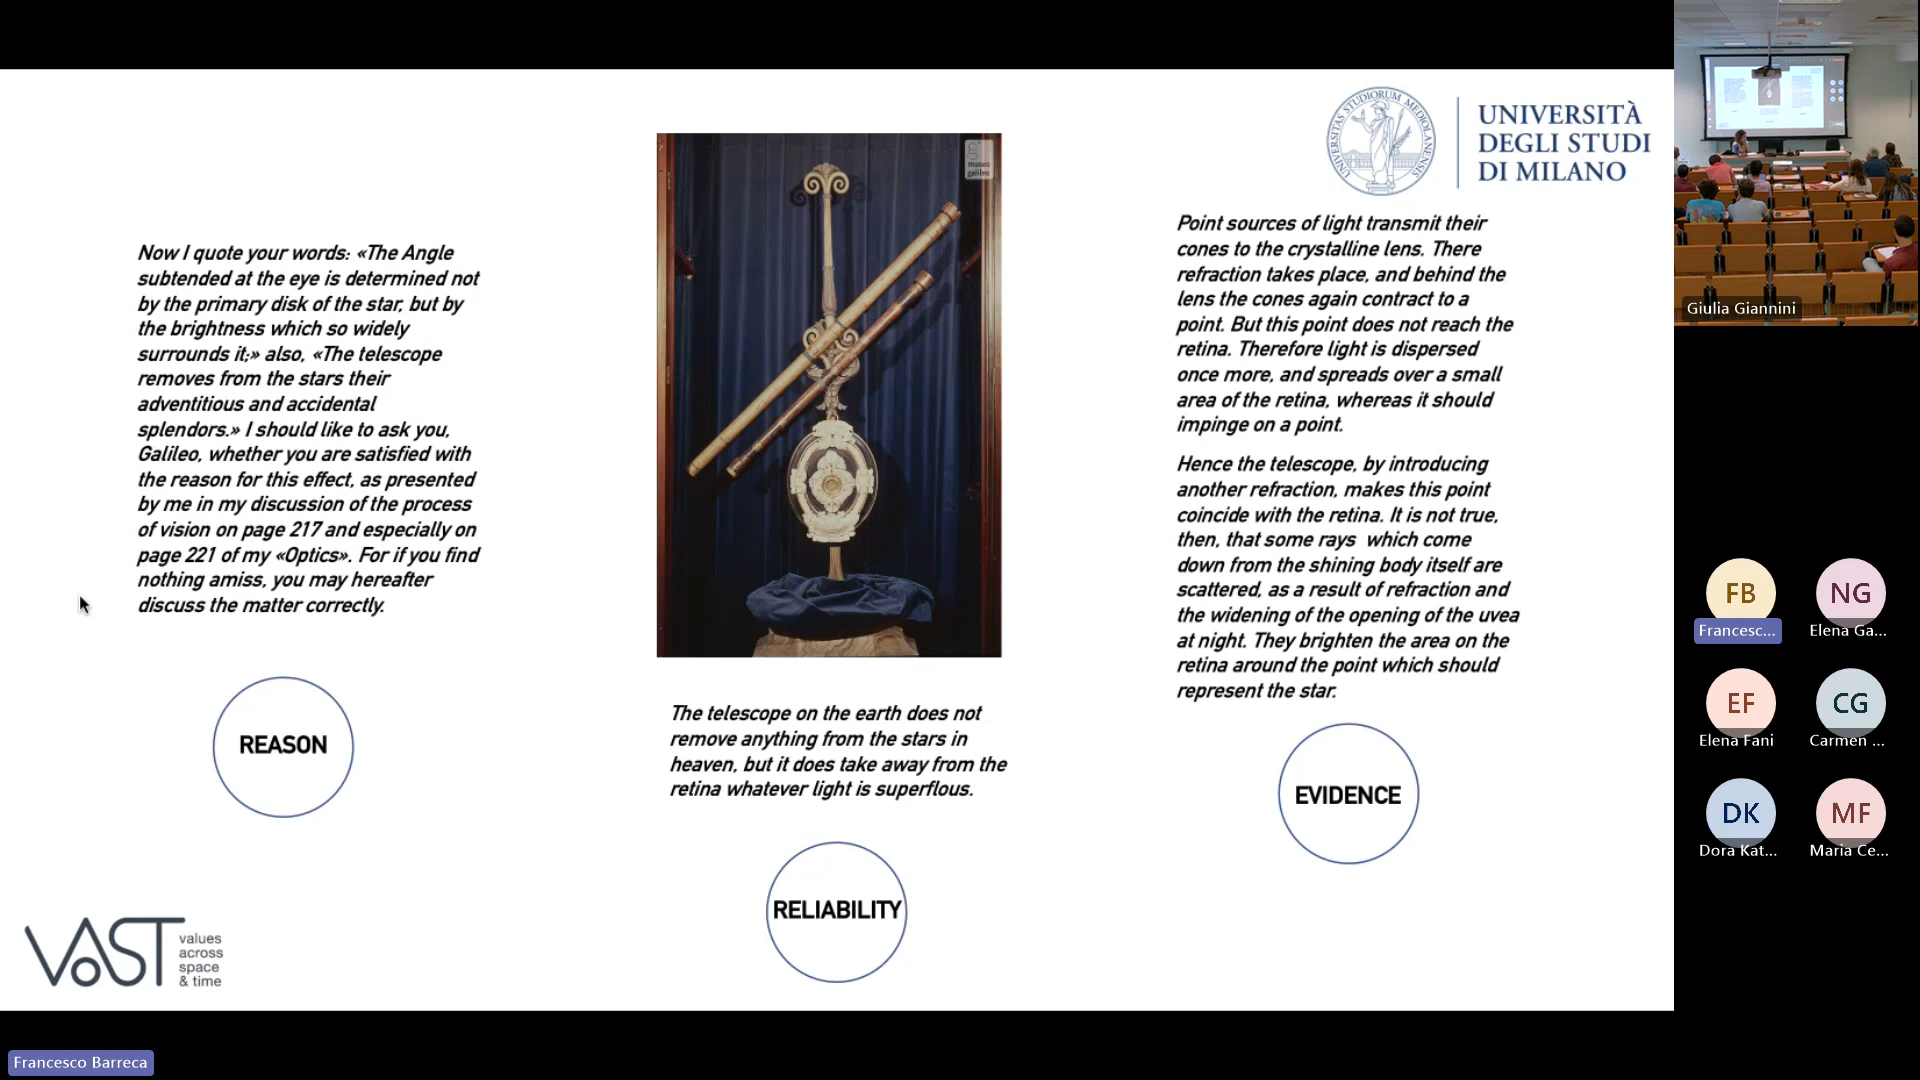 Now I quote your words: «The Angle
subtended at the eye is determined not
by the primary disk of the star, but by
the brightness which so widely
surrounds it;» also, «The telescope
removes from the stars their
adventitious and accidental
splendors.» I should like to ask you,
Galileo, whether you are satisfied with
the reason for this effect, as presented
by me in my discussion of the process
of vision on page 217 and especially on
page 221 of my «Optics». For if you find
nothing amiss, you may hereafter
discuss the matter correctly.
REASON
museo
galileo
The telescope on the earth does not
remove anything from the stars in
heaven, but it does take away from the
retina whatever light is superflous.
RELIABILITY
UNIVERSITÀ
DEGLI STUDI
DI MILANO
UNIVERSITAS STUDIORUM MEDIOLANENSIS
Point sources of light transmit their
cones to the crystalline lens. There
refraction takes place, and behind the
lens the cones again contract to a
point. But this point does not reach the
retina. Therefore light is dispersed
once more, and spreads over a small
area of the retina, whereas it should
impinge on a point.
Hence the telescope, by introducing
another refraction, makes this point
coincide with the retina. It is not true,
then, that some rays which come
down from the shining body itself are
scattered, as a result of refraction and
the widening of the opening of the uvea
at night. They brighten the area on the
retina around the point which should
represent the star.
EVIDENCE
VAST
values
across
space
& time
Francesco Barreca
Giulia Giannini
FB
Francesc...
NG
Elena Ga...
EF
Elena Fani
CG
Carmen ...
DK
Dora Kat...
MF
Maria Ce...